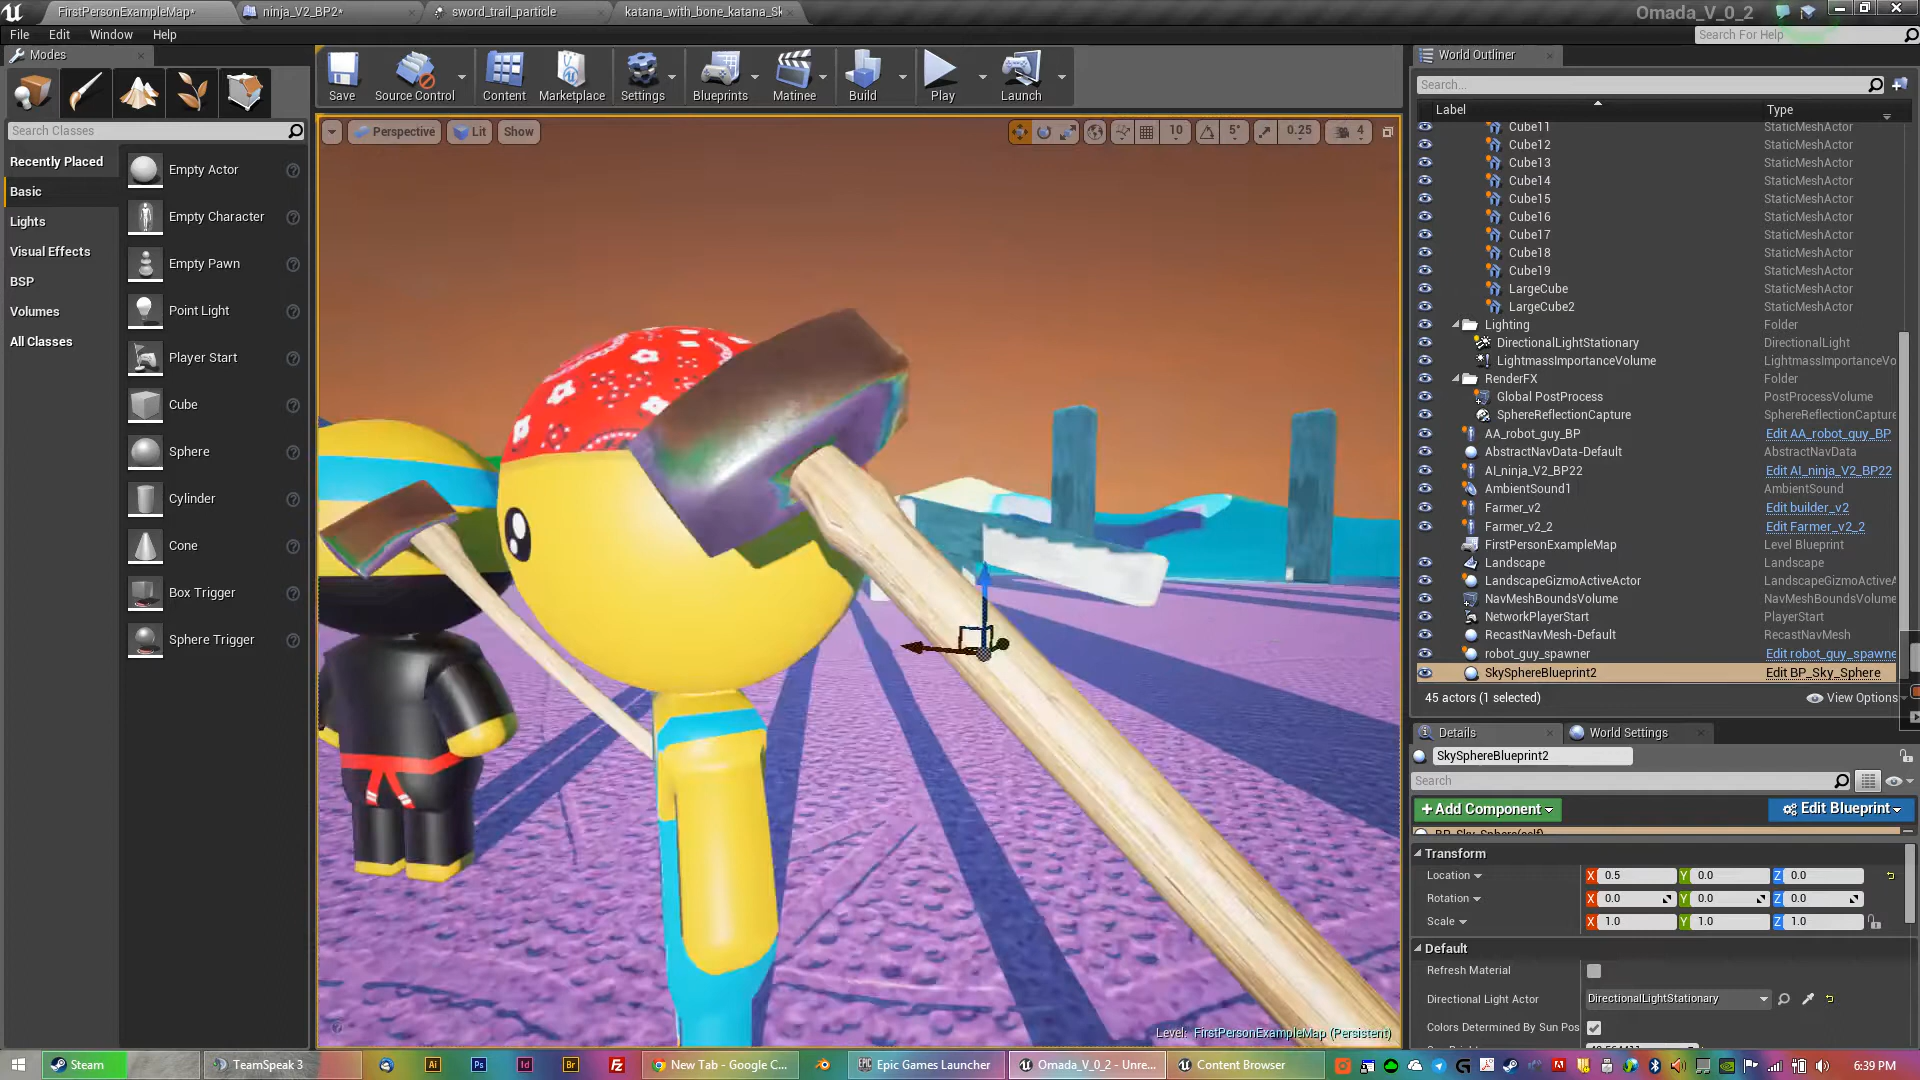 FirstPersonExampleMap*
ninja_V2_BP2*
sword_trail_particle
katana_with_bone_katana_Sk
Omada_V_0_2
File Edit Window Help
Search For Help
Modes
Search Classes
Recently Placed
Basic
Lights
Visual Effects
BSP
Volumes
All Classes
Empty Actor
Empty Character
Empty Pawn
Point Light
Player Start
Cube
Sphere
Cylinder
Cone
Box Trigger
Sphere Trigger
Save
Source Control
Content
Marketplace
Settings
Blueprints
Matinee
Build
Play
Launch
Perspective
Lit
Show
10
5°
0.25
4
Level: FirstPersonExampleMap (Persistent)
World Outliner
Search...
Label Type
Cube11 StaticMeshActor
Cube12 StaticMeshActor
Cube13 StaticMeshActor
Cube14 StaticMeshActor
Cube15 StaticMeshActor
Cube16 StaticMeshActor
Cube17 StaticMeshActor
Cube18 StaticMeshActor
Cube19 StaticMeshActor
LargeCube StaticMeshActor
LargeCube2 StaticMeshActor
Lighting Folder
DirectionalLightStationary DirectionalLight
LightmassImportanceVolume LightmassImportanceVo
RenderFX Folder
Global PostProcess PostProcessVolume
SphereReflectionCapture SphereReflectionCapture
AA_robot_guy_BP Edit AA_robot_guy_BP
AbstractNavData-Default AbstractNavData
AI_ninja_V2_BP22 Edit AI_ninja_V2_BP22
AmbientSound1 AmbientSound
Farmer_v2 Edit builder_v2
Farmer_v2_2 Edit Farmer_v2_2
FirstPersonExampleMap Level Blueprint
Landscape Landscape
LandscapeGizmoActiveActor LandscapeGizmoActiveA
NavMeshBoundsVolume NavMeshBoundsVolume
NetworkPlayerStart PlayerStart
RecastNavMesh-Default RecastNavMesh
robot_guy_spawner Edit robot_guy_spawne
SkySphereBlueprint2 Edit BP_Sky_Sphere
45 actors (1 selected) View Options
Details World Settings
SkySphereBlueprint2
Search
+Add Component Edit Blueprint
BP_Sky_Sphere(self)
Transform
Location X 0.5 Y 0.0 Z 0.0
Rotation X 0.0 Y 0.0 Z 0.0
Scale X 1.0 Y 1.0 Z 1.0
Default
Refresh Material
Directional Light Actor DirectionalLightStationary
Colors Determined By Sun Pos
Steam
TeamSpeak 3
Ai
Ps
Id
Br
Fz
New Tab - Google C...
Epic Games Launcher
Omada_V_0_2 - Unre...
Content Browser
6:39 PM